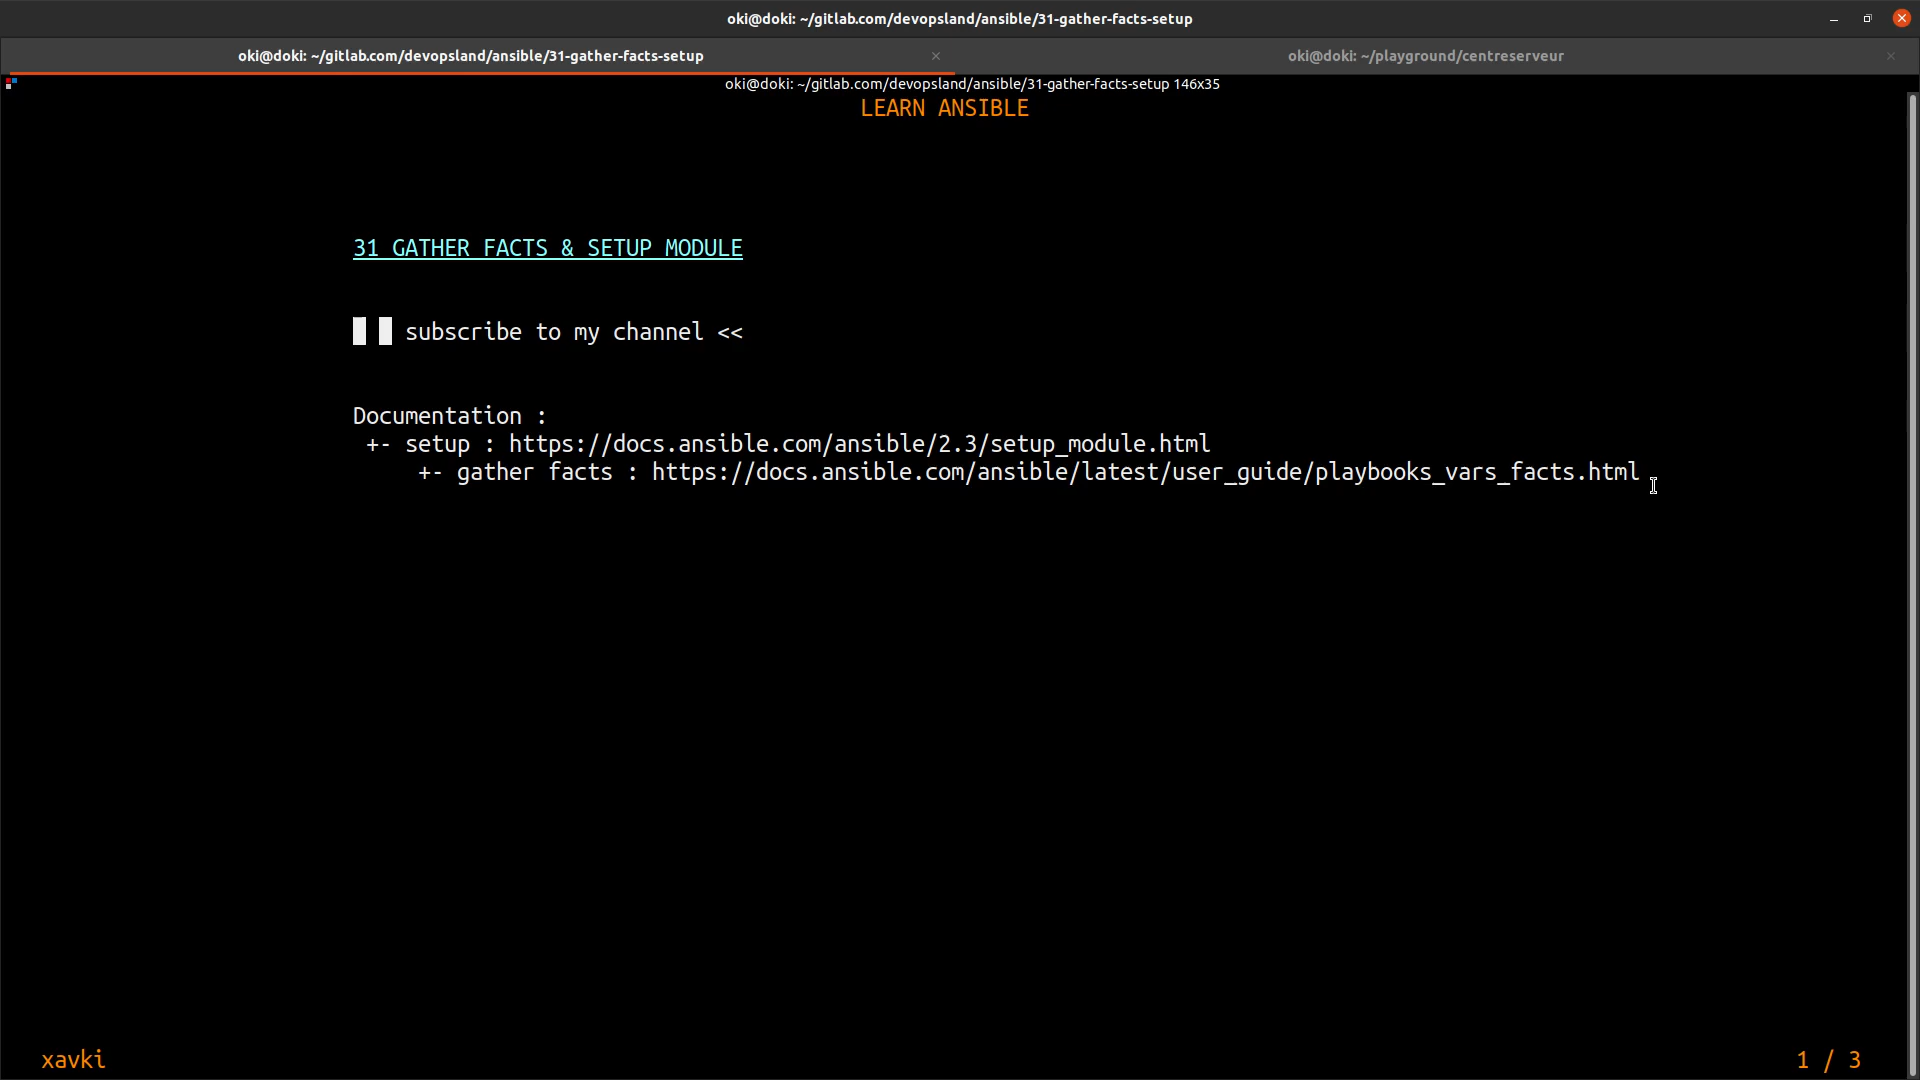 oki@doki: ~/gitlab.com/devopsland/ansible/31-gather-facts-setup
oki@doki: ~/gitlab.com/devopsland/ansible/31-gather-facts-setup
oki@doki: ~/playground/centreserveur
oki@doki: ~/gitlab.com/devopsland/ansible/31-gather-facts-setup 146x35
LEARN ANSIBLE
31 GATHER FACTS & SETUP MODULE
subscribe to my channel <<
Documentation :
+- setup : https://docs.ansible.com/ansible/2.3/setup_module.html
+- gather facts : https://docs.ansible.com/ansible/latest/user_guide/playbooks_vars_facts.html
xavki
1 / 3